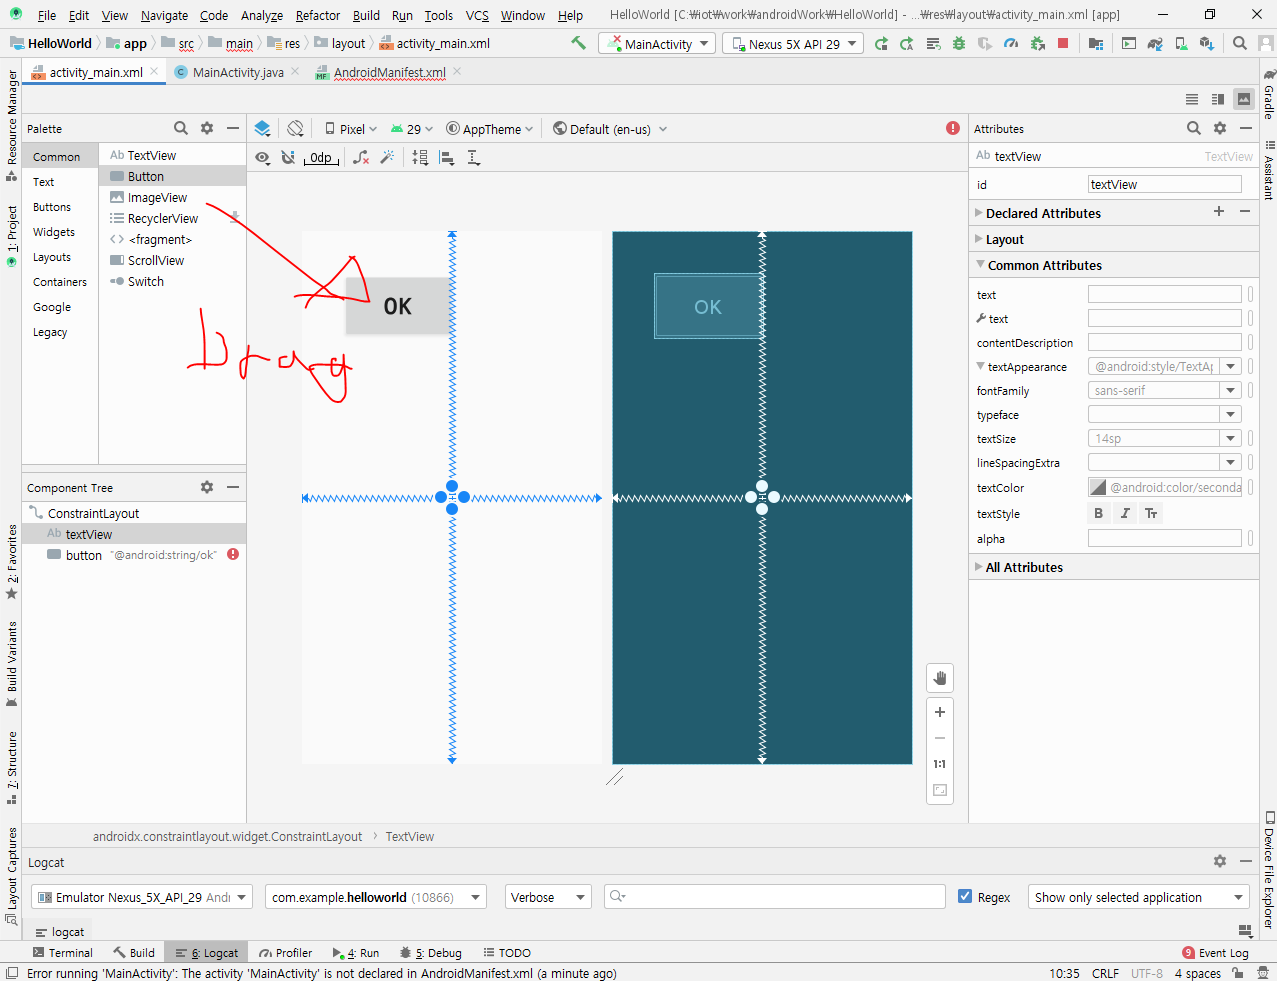 File Edit View Navigate Code Analyze Refactor Build Run Tools VCS Window Help HelloWorld [C:₩iot₩work₩androidWork₩HelloWorld] - ...₩res₩layout₩activity_main.xml [app]
HelloWorld app src main res layout activity_main.xml MainActivity Nexus 5X API 29
activity_main.xml MainActivity.java AndroidManifest.xml
Resource Manager
1: Project
2: Favorites
Build Variants
7: Structure
Layout Captures
Palette
Common
Text
Buttons
Widgets
Layouts
Containers
Google
Legacy
Ab TextView
Button
ImageView
RecyclerView
<fragment>
ScrollView
Switch
Component Tree
ConstraintLayout
Ab textView
button "@android:string/ok"
Pixel 29 AppTheme Default (en-us)
0dp
OK
OK
Drag
1:1
Attributes
Ab textView TextView
id textView
Declared Attributes
Layout
Common Attributes
text
text
contentDescription
textAppearance @android:style/TextAp
fontFamily sans-serif
typeface
textSize 14sp
lineSpacingExtra
textColor @android:color/seconda
textStyle B I Tт
alpha
All Attributes
Gradle
Assistant
Device File Explorer
androidx.constraintlayout.widget.ConstraintLayout TextView
Logcat
Emulator Nexus_5X_API_29 Andr com.example.helloworld (10866) Verbose Regex Show only selected application
logcat
Terminal Build 6: Logcat Profiler 4: Run 5: Debug TODO 9 Event Log
Error running 'MainActivity': The activity 'MainActivity' is not declared in AndroidManifest.xml (a minute ago) 10:35 CRLF UTF-8 4 spaces